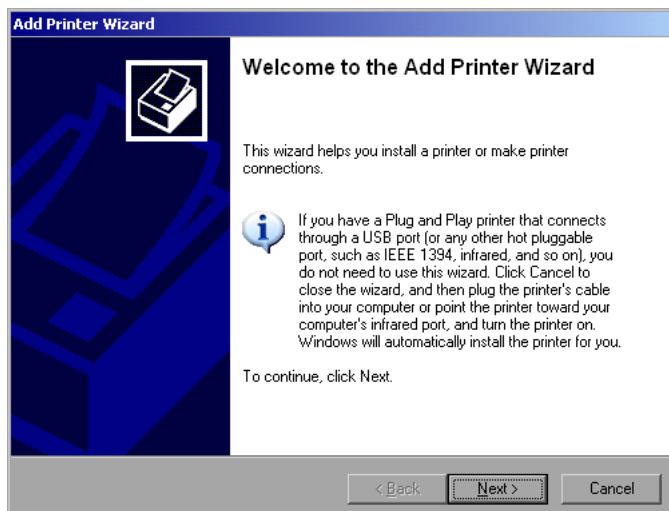 Add Printer Wizard
Welcome to the Add Printer Wizard
This wizard helps you install a printer or make printer
connections.
If you have a Plug and Play printer that connects
through a USB port (or any other hot pluggable
port, such as IEEE 1394, infrared, and so on), you
do not need to use this wizard. Click Cancel to
close the wizard, and then plug the printer's cable
into your computer or point the printer toward your
computer's infrared port, and turn the printer on.
Windows will automatically install the printer for you.
To continue, click Next.
< Back Next > Cancel